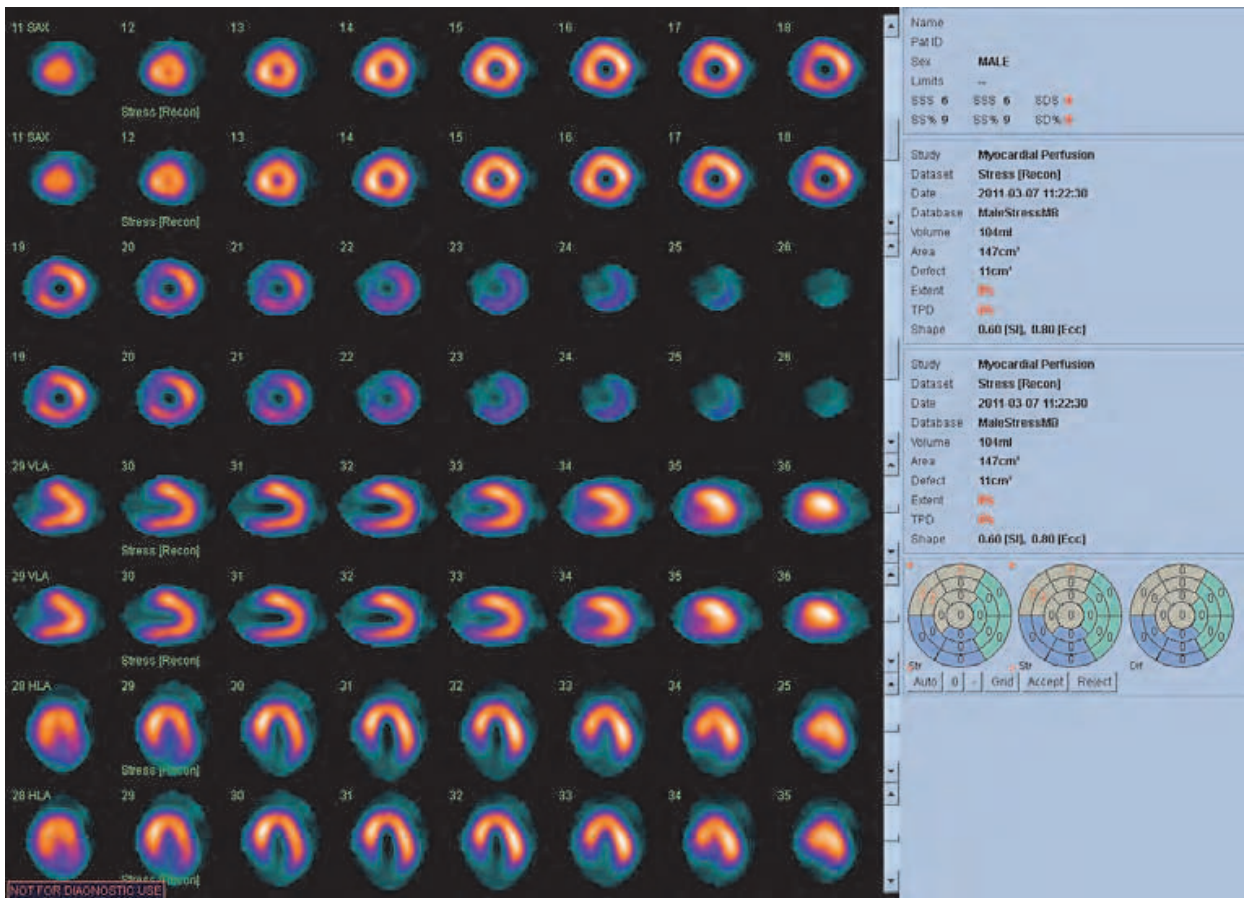 11 SAX 12 13 14 15 16 17 18
Stress [Recon]
11 SAX 12 13 14 15 16 17 18
Stress [Recon]
19 20 21 22 23 24 25 26
19 20 21 22 23 24 25 26
29 VLA 30 31 32 33 34 35 36
Stress [Recon]
29 VLA 30 31 32 33 34 35 36
Stress [Recon]
28 HLA 29 30 31 32 33 34 35
Stress [Recon]
28 HLA 29 30 31 32 33 34 35
Stress [Recon]
NOT FOR DIAGNOSTIC USE
Name
Pat ID
Sex MALE
Limits --
SSS 6 SSS 6 SDS
SS% 9 SS% 9 SD%
Study Myocardial Perfusion
Dataset Stress [Recon]
Date 2011-03-07 11:22:30
Database MaleStressMB
Volume 104ml
Area 147cm²
Defect 11cm²
Extent
TPD
Shape 0.60 [SI], 0.80 [Ecc]
Study Myocardial Perfusion
Dataset Stress [Recon]
Date 2011-03-07 11:22:30
Database MaleStressMB
Volume 104ml
Area 147cm²
Defect 11cm²
Extent
TPD
Shape 0.60 [SI], 0.80 [Ecc]
Str Str Dif
Auto 0 - Grid Accept Reject